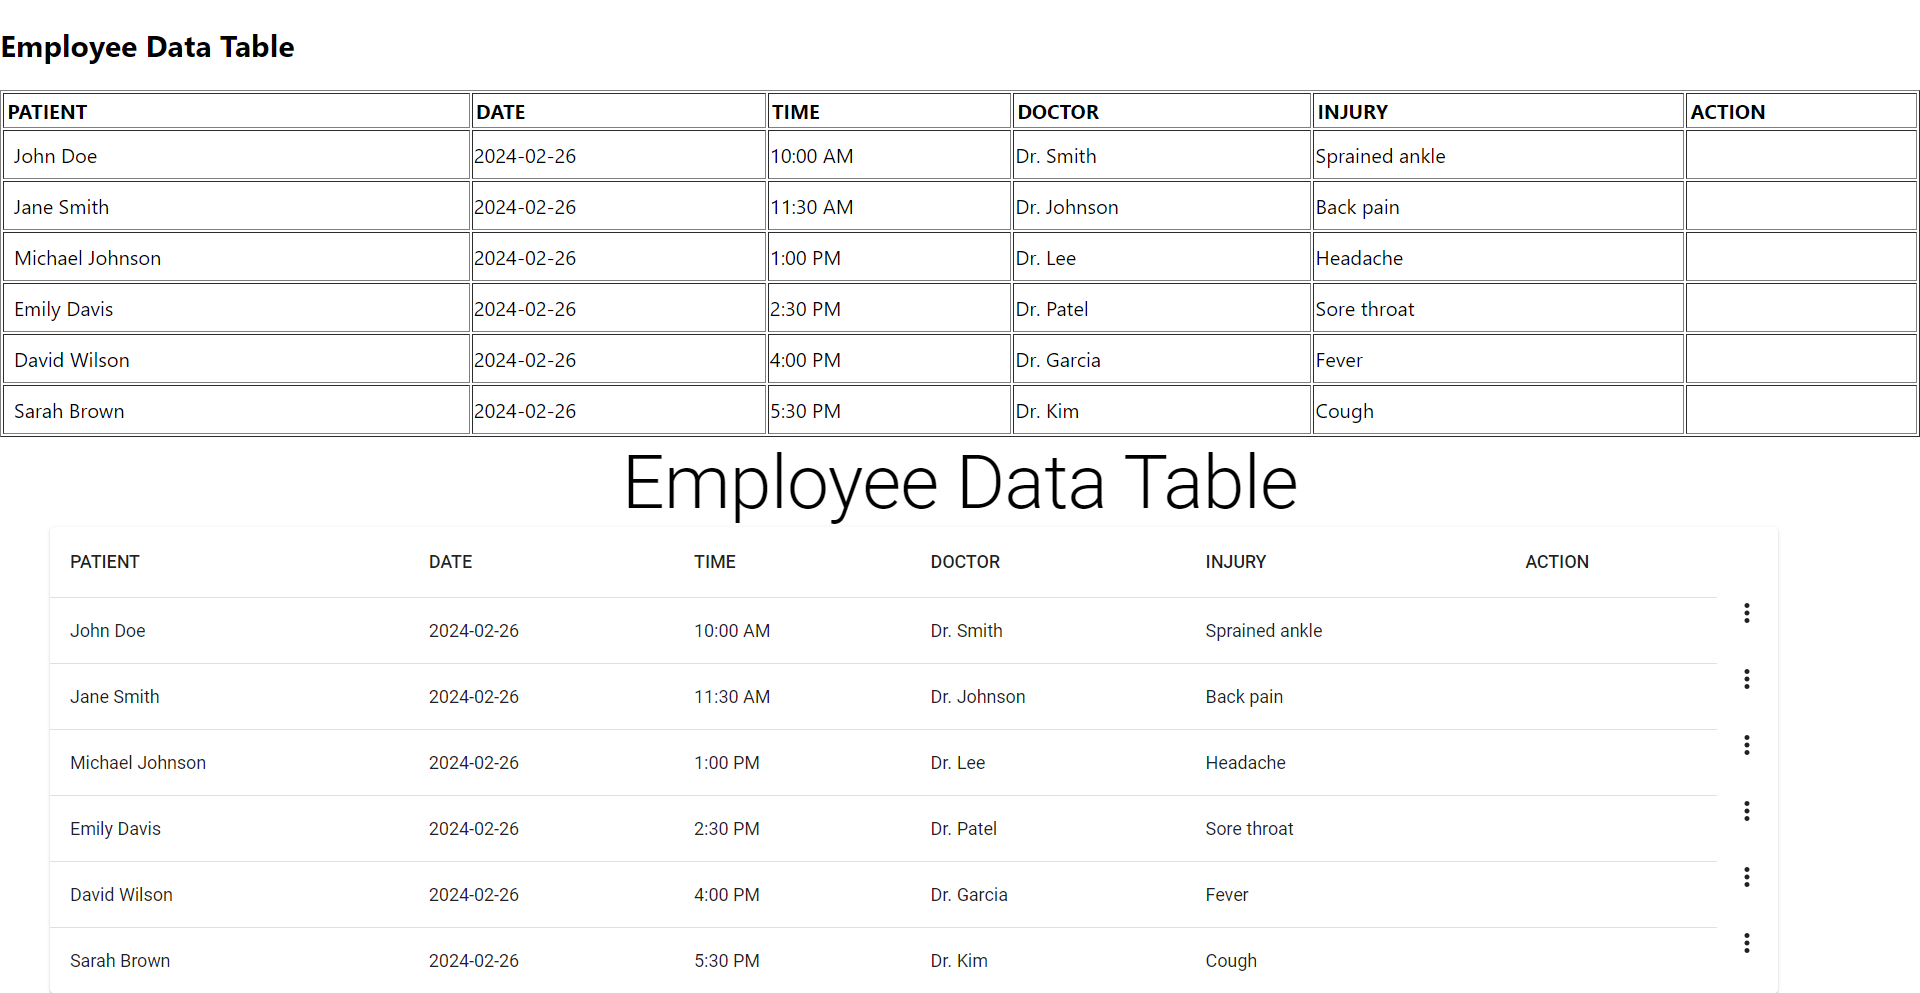 Employee Data Table
PATIENT DATE TIME DOCTOR INJURY ACTION
John Doe 2024-02-26 10:00 AM Dr. Smith Sprained ankle
Jane Smith 2024-02-26 11:30 AM Dr. Johnson Back pain
Michael Johnson 2024-02-26 1:00 PM Dr. Lee Headache
Emily Davis 2024-02-26 2:30 PM Dr. Patel Sore throat
David Wilson 2024-02-26 4:00 PM Dr. Garcia Fever
Sarah Brown 2024-02-26 5:30 PM Dr. Kim Cough
Employee Data Table
PATIENT DATE TIME DOCTOR INJURY ACTION
John Doe 2024-02-26 10:00 AM Dr. Smith Sprained ankle
Jane Smith 2024-02-26 11:30 AM Dr. Johnson Back pain
Michael Johnson 2024-02-26 1:00 PM Dr. Lee Headache
Emily Davis 2024-02-26 2:30 PM Dr. Patel Sore throat
David Wilson 2024-02-26 4:00 PM Dr. Garcia Fever
Sarah Brown 2024-02-26 5:30 PM Dr. Kim Cough